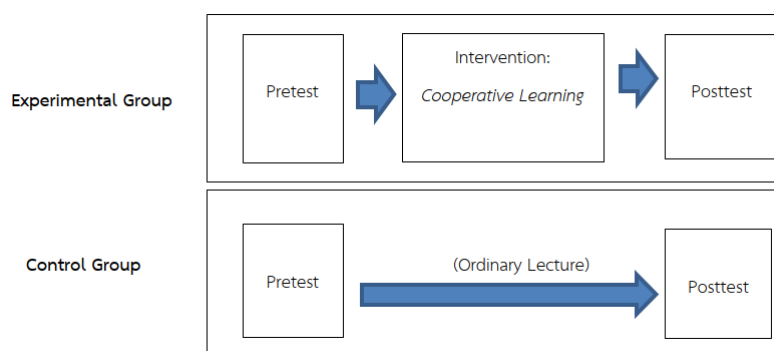 Experimental Group
Pretest
Intervention:
Cooperative Learning
Posttest
Control Group
Pretest
(Ordinary Lecture)
Posttest